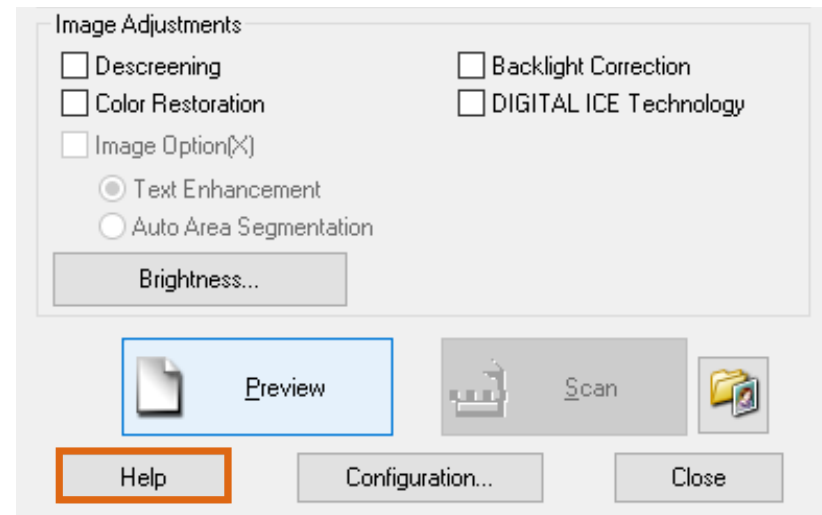 Image Adjustments
Descreening Backlight Correction
Color Restoration DIGITAL ICE Technology
Image Option(X)
Text Enhancement
Auto Area Segmentation
Brightness...
Preview Scan
Help Configuration... Close